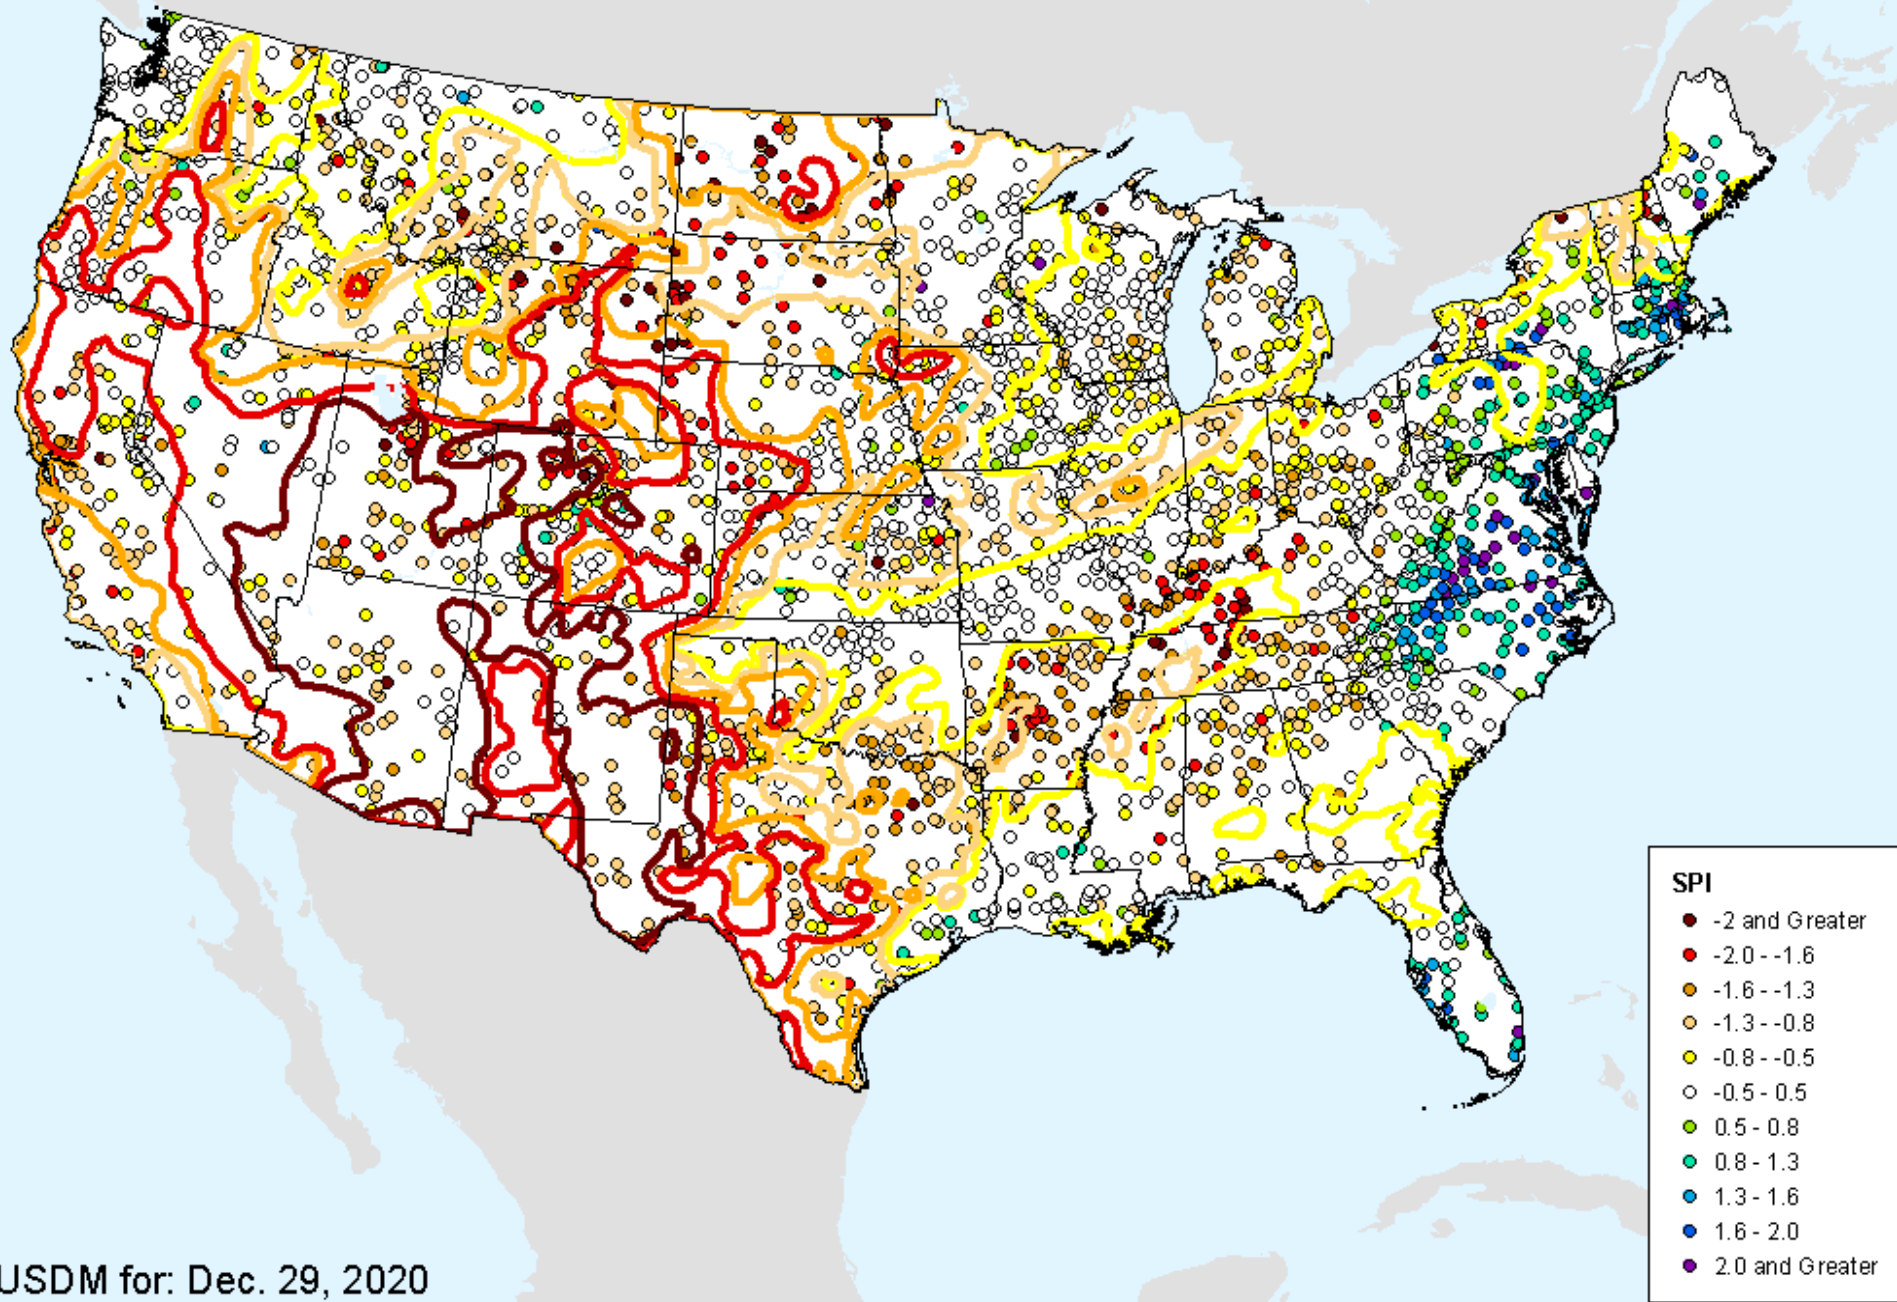 SPI
-2 and Greater
-2.0 - -1.6
-1.6 - -1.3
-1.3 - -0.8
-0.8 - -0.5
-0.5 - 0.5
0.5 - 0.8
0.8 - 1.3
1.3 - 1.6
1.6 - 2.0
2.0 and Greater
USDM for: Dec. 29, 2020